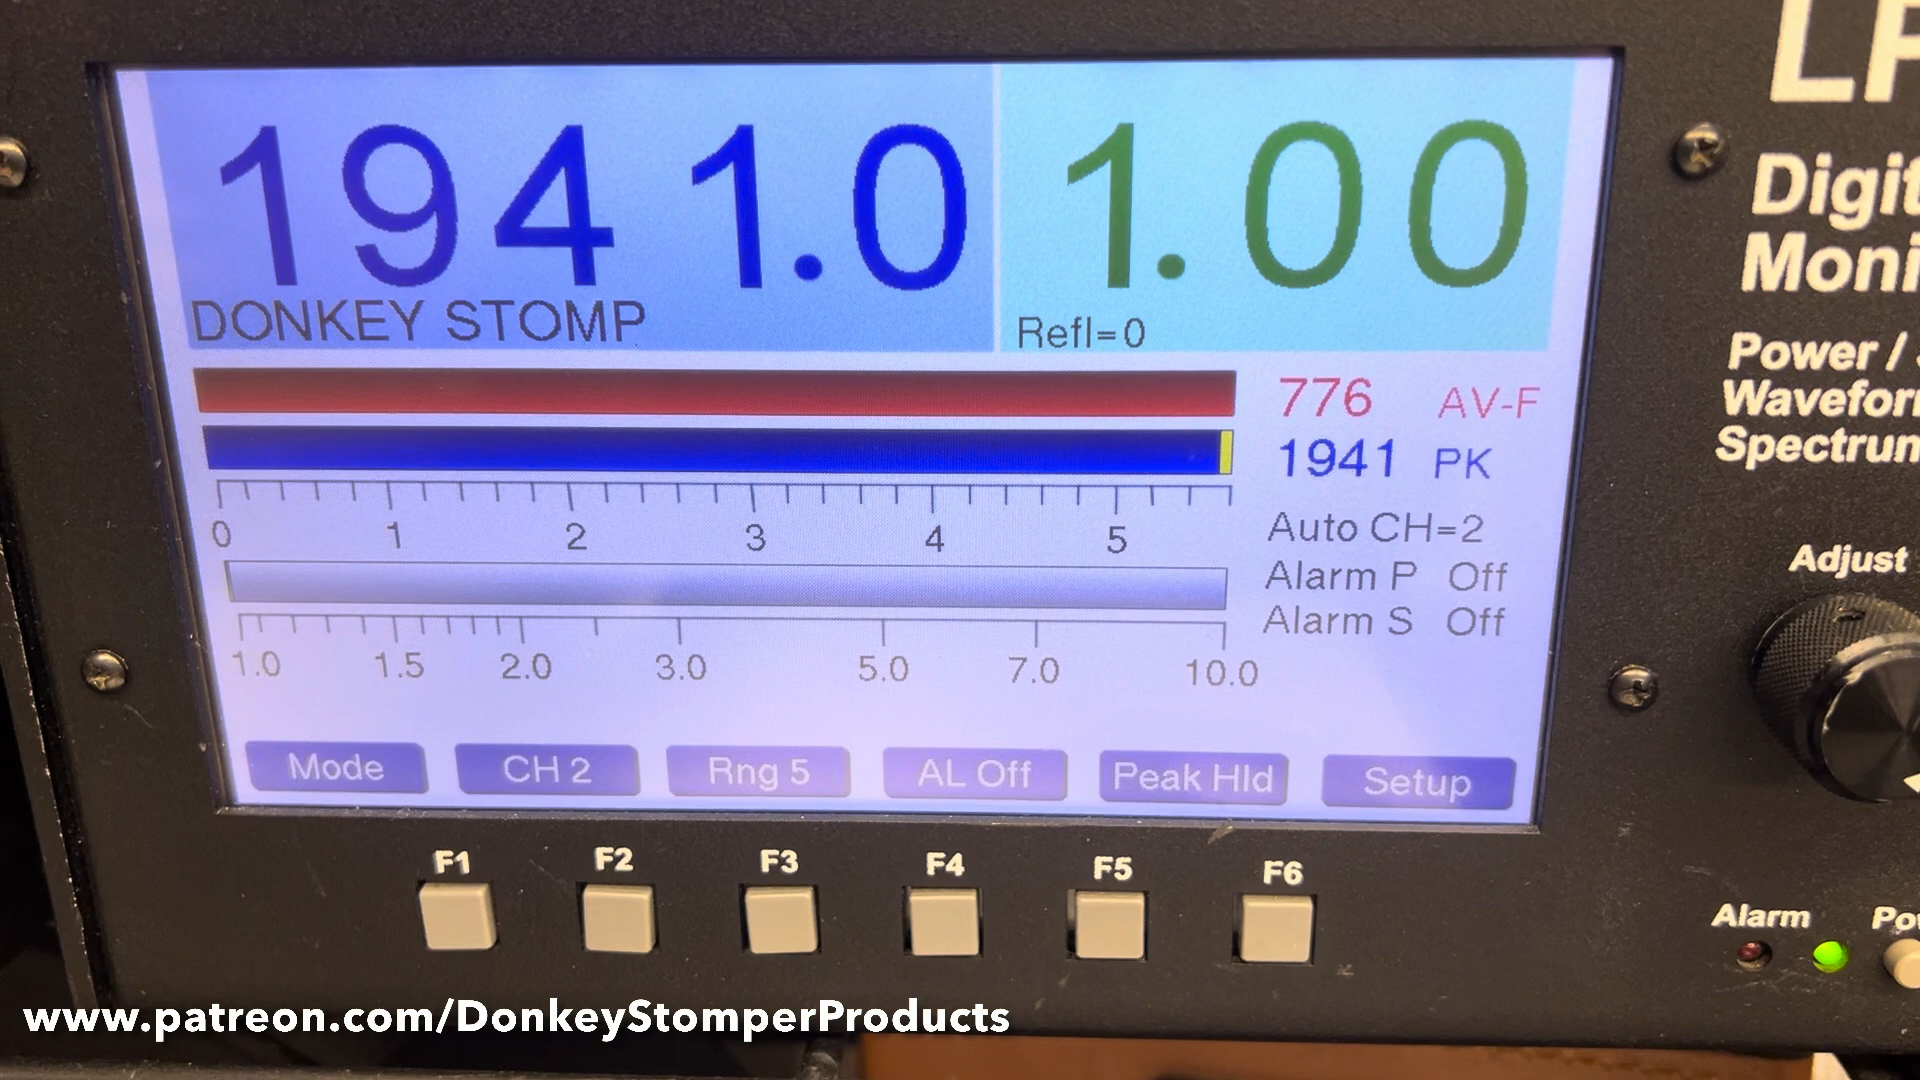 1941.0 1.00
DONKEY STOMP
Refl=0
776 AV-F
1941 PK
0 1 2 3 4 5
Auto CH=2
Alarm P Off
Alarm S Off
1.0 1.5 2.0 3.0 5.0 7.0 10.0
Mode CH 2 Rng 5 AL Off Peak Hld Setup
F1 F2 F3 F4 F5 F6
Digit
Moni
Power /
Wavefor
Spectrum
Adjust
Alarm Po
www.patreon.com/DonkeyStomperProducts